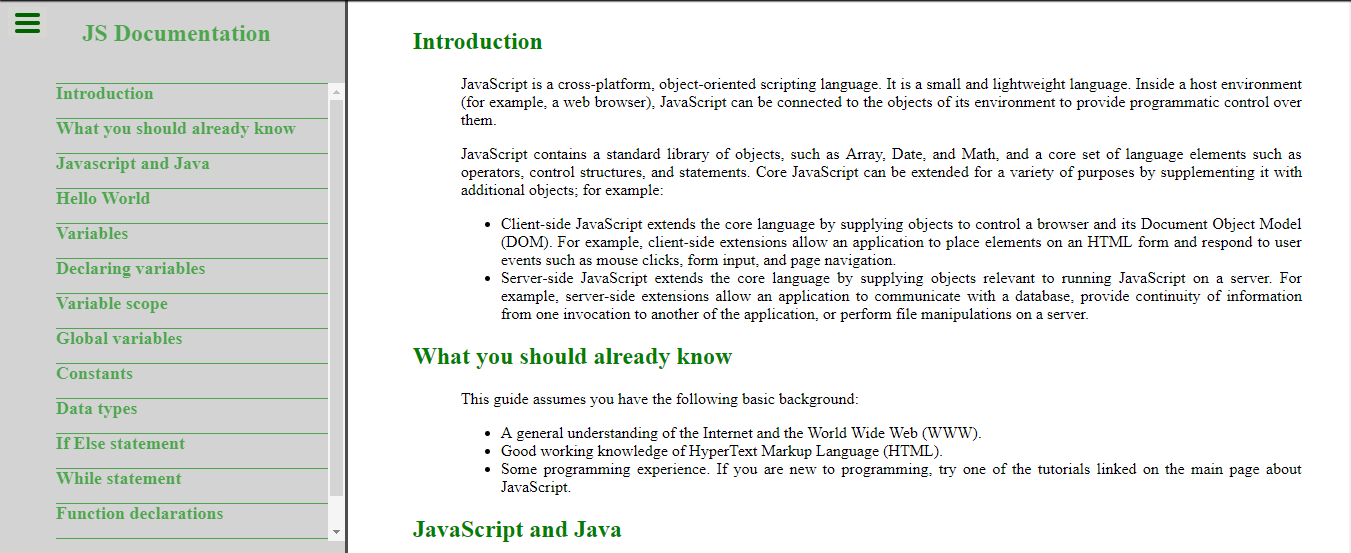 JS Documentation
Introduction
What you should already know
Javascript and Java
Hello World
Variables
Declaring variables
Variable scope
Global variables
Constants
Data types
If Else statement
While statement
Function declarations
Introduction
JavaScript is a cross-platform, object-oriented scripting language. It is a small and lightweight language. Inside a host environment
(for example, a web browser), JavaScript can be connected to the objects of its environment to provide programmatic control over
them.
JavaScript contains a standard library of objects, such as Array, Date, and Math, and a core set of language elements such as
operators, control structures, and statements. Core JavaScript can be extended for a variety of purposes by supplementing it with
additional objects; for example:
• Client-side JavaScript extends the core language by supplying objects to control a browser and its Document Object Model
(DOM). For example, client-side extensions allow an application to place elements on an HTML form and respond to user
events such as mouse clicks, form input, and page navigation.
• Server-side JavaScript extends the core language by supplying objects relevant to running JavaScript on a server. For
example, server-side extensions allow an application to communicate with a database, provide continuity of information
from one invocation to another of the application, or perform file manipulations on a server.
What you should already know
This guide assumes you have the following basic background:
• A general understanding of the Internet and the World Wide Web (WWW).
• Good working knowledge of HyperText Markup Language (HTML).
• Some programming experience. If you are new to programming, try one of the tutorials linked on the main page about
JavaScript.
JavaScript and Java